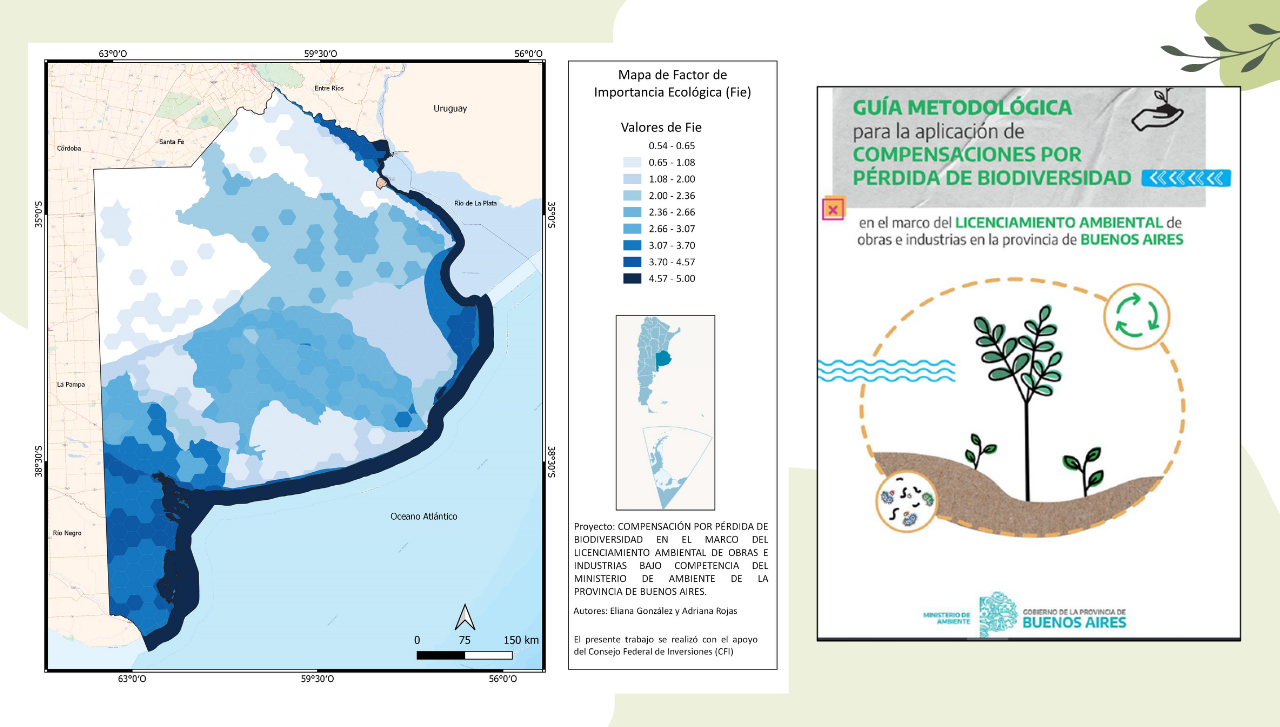 63°0'O
59°30'O
56°0'O
Entre Ríos
Uruguay
Santa Fe
Córdoba
Río de La Plata
35°0'S
35°0'S
La Pampa
38°30'S
38°30'S
Oceano Atlántico
Río Negro
0 75 150 km
63°0'O
59°30'O
56°0'O
Mapa de Factor de
Importancia Ecológica (Fie)
Valores de Fie
0.54 - 0.65
0.65 - 1.08
1.08 - 2.00
2.00 - 2.36
2.36 - 2.66
2.66 - 3.07
3.07 - 3.70
3.70 - 4.57
4.57 - 5.00
Proyecto: COMPENSACIÓN POR PÉRDIDA DE
BIODIVERSIDAD EN EL MARCO DEL
LICENCIAMIENTO AMBIENTAL DE OBRAS E
INDUSTRIAS BAJO COMPETENCIA DEL
MINISTERIO DE AMBIENTE DE LA
PROVINCIA DE BUENOS AIRES.
Autores: Eliana González y Adriana Rojas
El presente trabajo se realizó con el apoyo
del Consejo Federal de Inversiones (CFI)
GUÍA METODOLÓGICA
para la aplicación de
COMPENSACIONES POR
PÉRDIDA DE BIODIVERSIDAD
en el marco del LICENCIAMIENTO AMBIENTAL de
obras e industrias en la provincia de BUENOS AIRES
MINISTERIO DE
AMBIENTE
GOBIERNO DE LA PROVINCIA DE
BUENOS AIRES